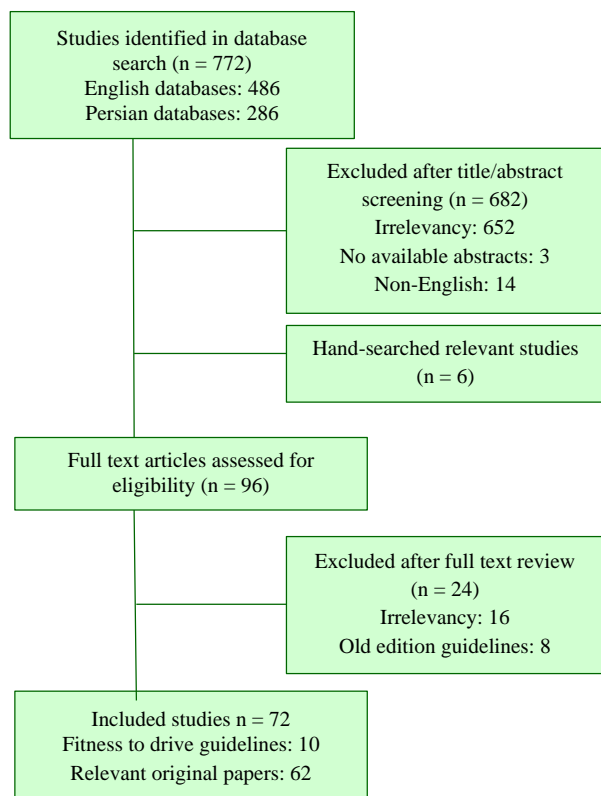 Studies identified in database
search (n = 772)
English databases: 486
Persian databases: 286
Excluded after title/abstract
screening (n = 682)
Irrelevancy: 652
No available abstracts: 3
Non-English: 14
Hand-searched relevant studies
(n = 6)
Full text articles assessed for
eligibility (n = 96)
Excluded after full text review
(n = 24)
Irrelevancy: 16
Old edition guidelines: 8
Included studies n = 72
Fitness to drive guidelines: 10
Relevant original papers: 62